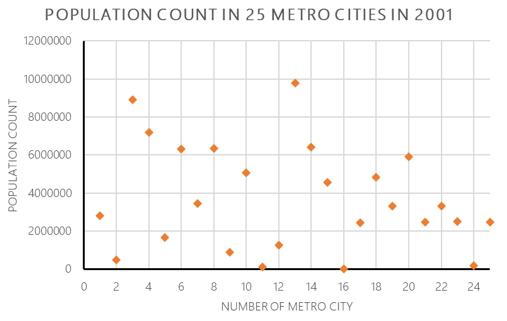 POPULATION COUNT IN 25 METRO CITIES IN 2001
12000000
10000000
8000000
6000000
4000000
2000000
0
POPULATION COUNT
0 2 4 6 8 10 12 14 16 18 20 22 24
NUMBER OF METRO CITY